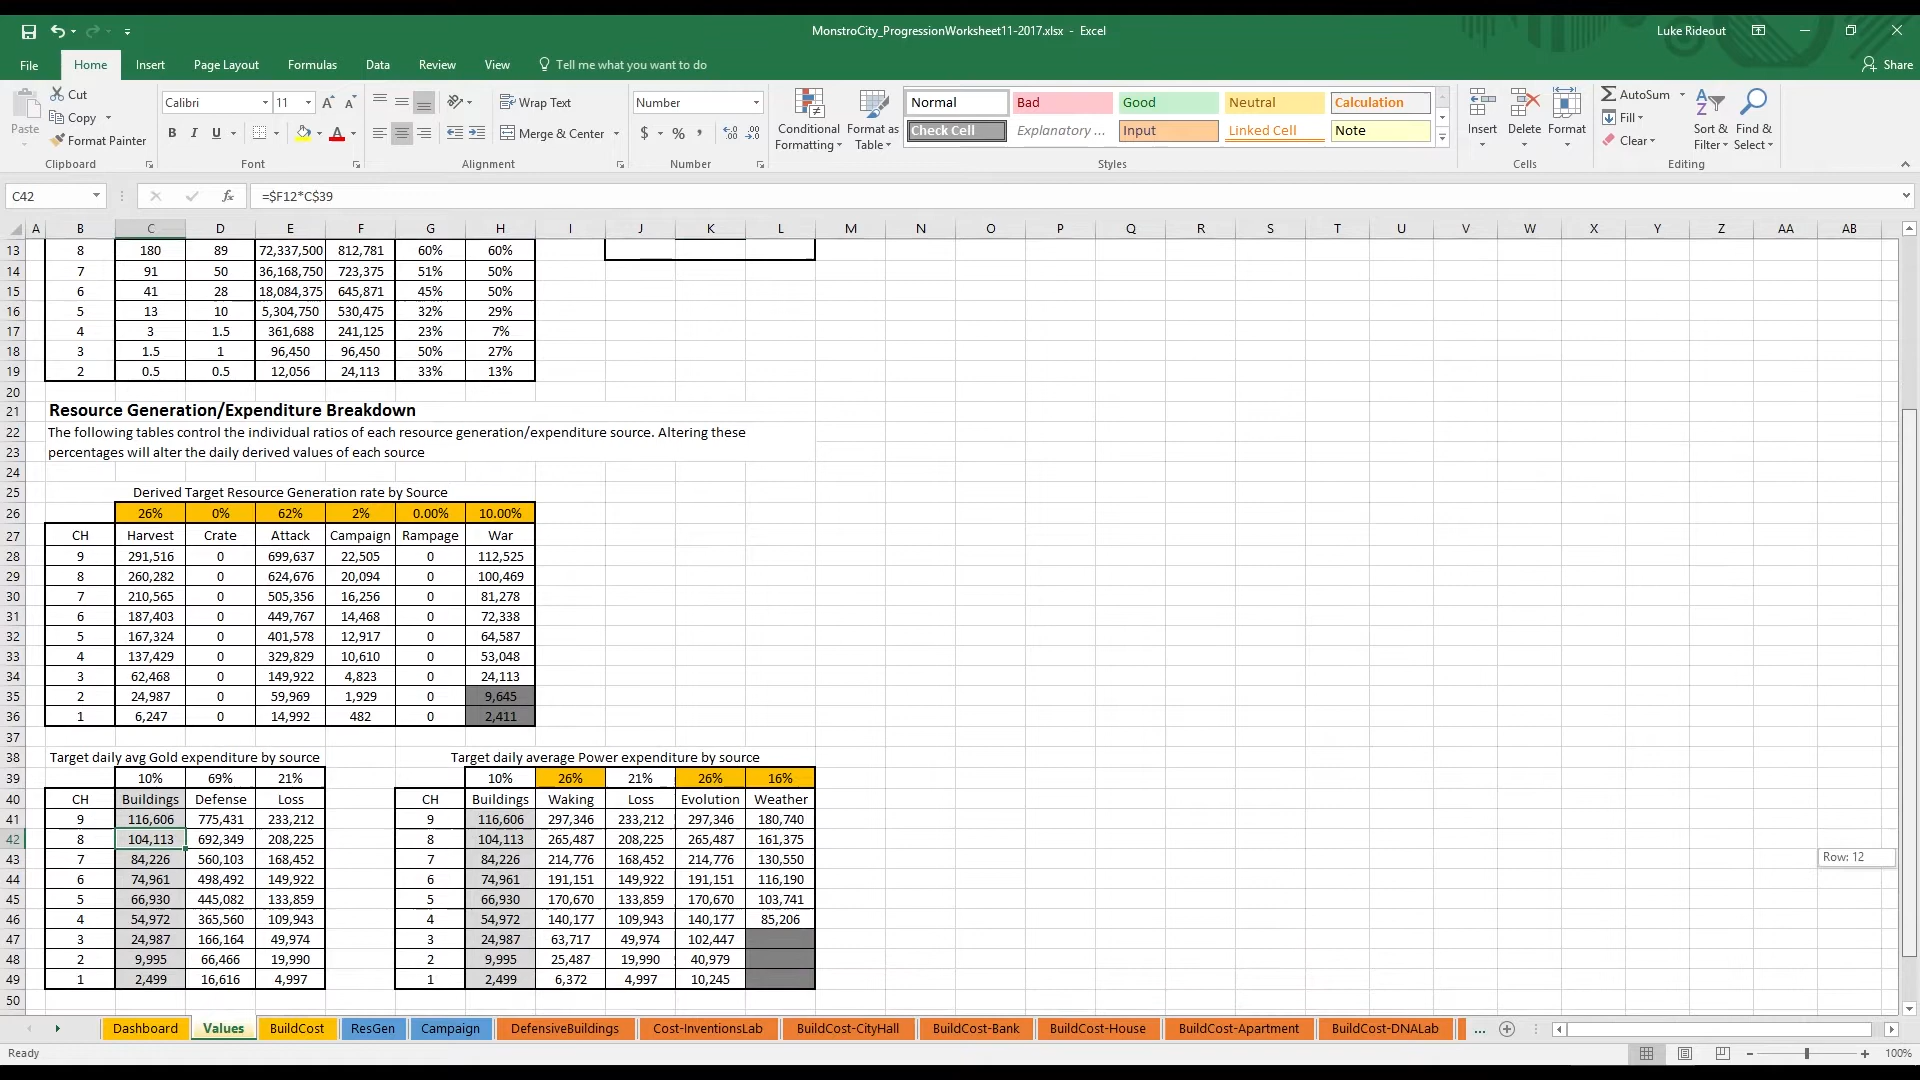 MonstroCity_ProgressionWorksheet11-2017.xlsx - Excel
Luke Rideout
File Home Insert Page Layout Formulas Data Review View Tell me what you want to do Share
Paste Cut Copy Format Painter Clipboard
Calibri 11 A A B I U A Font
Wrap Text Merge & Center Alignment
Number $ % Number
Conditional Formatting Format as Table
Normal Bad Good Neutral Calculation
Check Cell Explanatory ... Input Linked Cell Note
Styles
Insert Delete Format Cells
AutoSum Fill Clear Sort & Filter Find & Select Editing
C42 fx =$F12*C$39
A B C D E F G H I J K L M N O P Q R S T U V W X Y Z AA AB
13 8 180 89 72,337,500 812,781 60% 60%
14 7 91 50 36,168,750 723,375 51% 50%
15 6 41 28 18,084,375 645,871 45% 50%
16 5 13 10 5,304,750 530,475 32% 29%
17 4 3 1.5 361,688 241,125 23% 7%
18 3 1.5 1 96,450 96,450 50% 27%
19 2 0.5 0.5 12,056 24,113 33% 13%
20
21 Resource Generation/Expenditure Breakdown
22 The following tables control the individual ratios of each resource generation/expenditure source. Altering these
23 percentages will alter the daily derived values of each source
24
25 Derived Target Resource Generation rate by Source
26 26% 0% 62% 2% 0.00% 10.00%
27 CH Harvest Crate Attack Campaign Rampage War
28 9 291,516 0 699,637 22,505 0 112,525
29 8 260,282 0 624,676 20,094 0 100,469
30 7 210,565 0 505,356 16,256 0 81,278
31 6 187,403 0 449,767 14,468 0 72,338
32 5 167,324 0 401,578 12,917 0 64,587
33 4 137,429 0 329,829 10,610 0 53,048
34 3 62,468 0 149,922 4,823 0 24,113
35 2 24,987 0 59,969 1,929 0 9,645
36 1 6,247 0 14,992 482 0 2,411
37
38 Target daily avg Gold expenditure by source Target daily average Power expenditure by source
39 10% 69% 21% 10% 26% 21% 26% 16%
40 CH Buildings Defense Loss CH Buildings Waking Loss Evolution Weather
41 9 116,606 775,431 233,212 9 116,606 297,346 233,212 297,346 180,740
42 8 104,113 692,349 208,225 8 104,113 265,487 208,225 265,487 161,375
43 7 84,226 560,103 168,452 7 84,226 214,776 168,452 214,776 130,550
44 6 74,961 498,492 149,922 6 74,961 191,151 149,922 191,151 116,190
45 5 66,930 445,082 133,859 5 66,930 170,670 133,859 170,670 103,741
46 4 54,972 365,560 109,943 4 54,972 140,177 109,943 140,177 85,206
47 3 24,987 166,164 49,974 3 24,987 63,717 49,974 102,447
48 2 9,995 66,466 19,990 2 9,995 25,487 19,990 40,979
49 1 2,499 16,616 4,997 1 2,499 6,372 4,997 10,245
50
Row: 12
Dashboard Values BuildCost ResGen Campaign DefensiveBuildings Cost-InventionsLab BuildCost-CityHall BuildCost-Bank BuildCost-House BuildCost-Apartment BuildCost-DNALab ...
Ready 100%